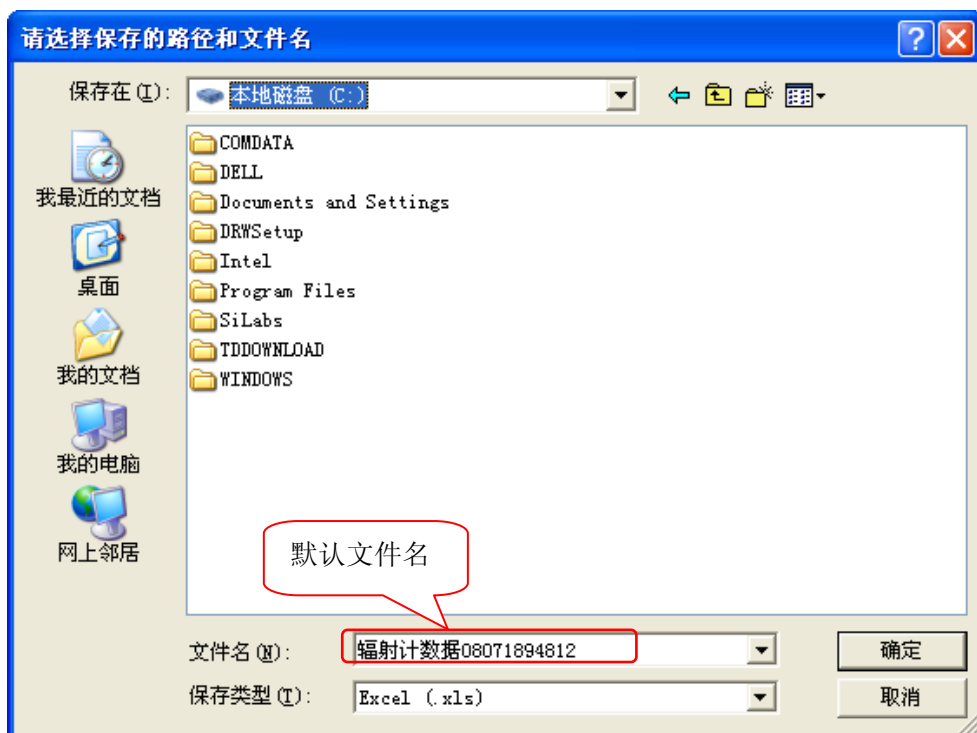 请选择保存的路径和文件名
保存在(I):
本地磁盘 (C:)
我最近的文档
桌面
我的文档
我的电脑
网上邻居
COMDATA
DELL
Documents and Settings
DRWSetup
Intel
Program Files
SiLabs
TDDOWNLOAD
WINDOWS
默认文件名
文件名(N):
辐射计数据08071894812
确定
保存类型(T):
Excel (.xls)
取消